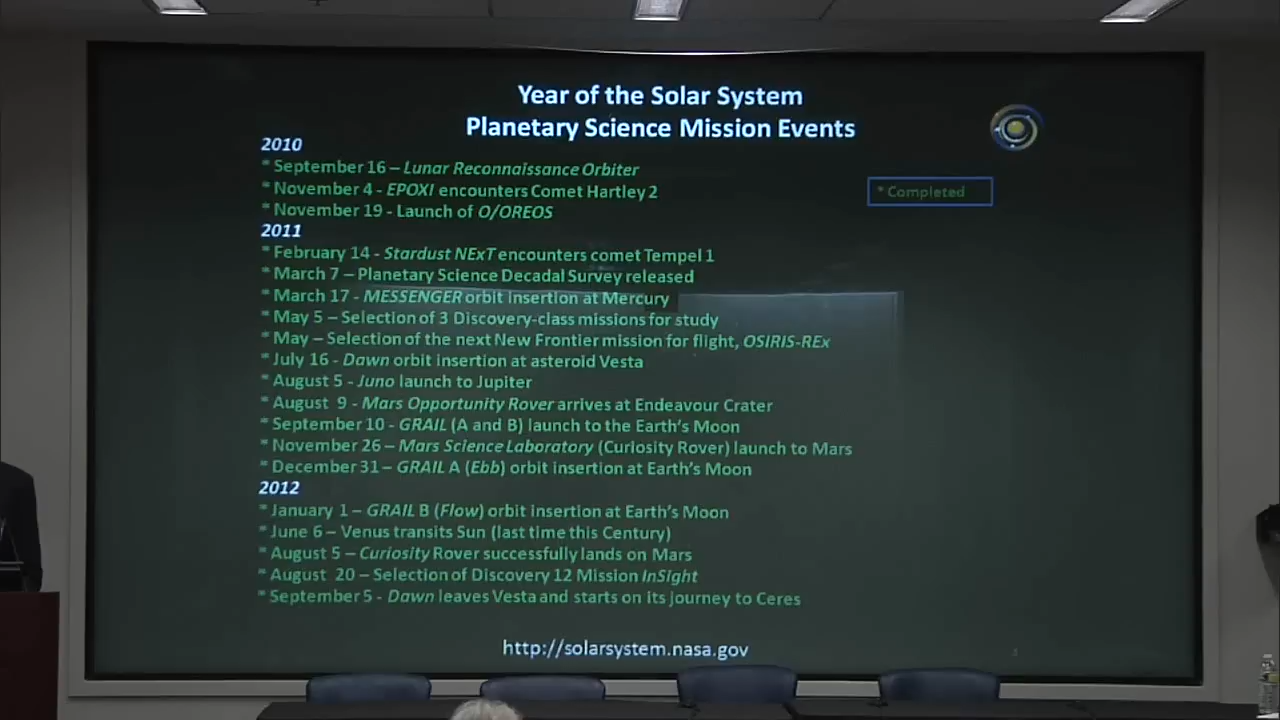 Year of the Solar System
Planetary Science Mission Events
2010
* September 16 – Lunar Reconnaissance Orbiter
* November 4 - EPOXI encounters Comet Hartley 2
* Completed
* November 19 - Launch of O/OREOS
2011
* February 14 - Stardust NExT encounters comet Tempel 1
* March 7 – Planetary Science Decadal Survey released
* March 17 - MESSENGER orbit insertion at Mercury
* May 5 – Selection of 3 Discovery-class missions for study
* May – Selection of the next New Frontier mission for flight, OSIRIS-REx
* July 16 - Dawn orbit insertion at asteroid Vesta
* August 5 - Juno launch to Jupiter
* August 9 - Mars Opportunity Rover arrives at Endeavour Crater
* September 10 - GRAIL (A and B) launch to the Earth's Moon
* November 26 – Mars Science Laboratory (Curiosity Rover) launch to Mars
* December 31 – GRAIL A (Ebb) orbit insertion at Earth's Moon
2012
* January 1 – GRAIL B (Flow) orbit insertion at Earth's Moon
* June 6 – Venus transits Sun (last time this Century)
* August 5 – Curiosity Rover successfully lands on Mars
* August 20 – Selection of Discovery 12 Mission InSight
* September 5 - Dawn leaves Vesta and starts on its journey to Ceres
http://solarsystem.nasa.gov